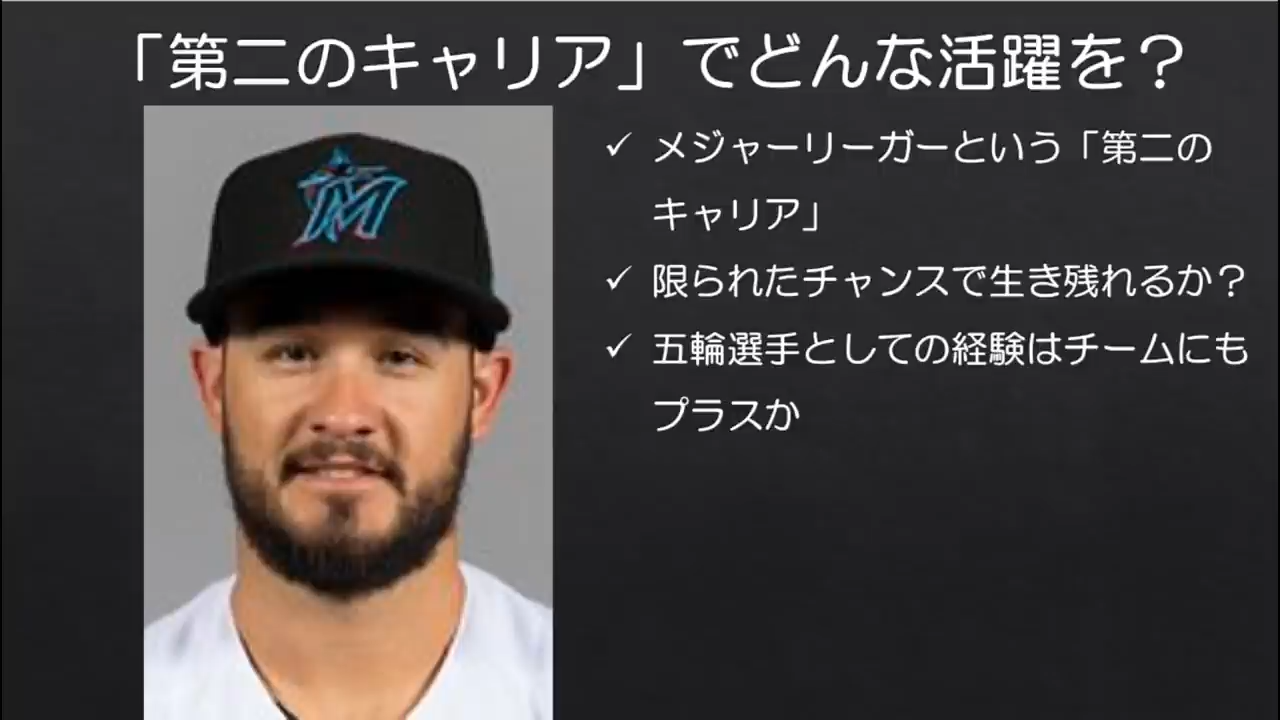 「第二のキャリア」でどんな活躍を？
✓ メジャーリーガーという「第二の
キャリア」
✓ 限られたチャンスで生き残れるか？
✓ 五輪選手としての経験はチームにも
プラスか
M